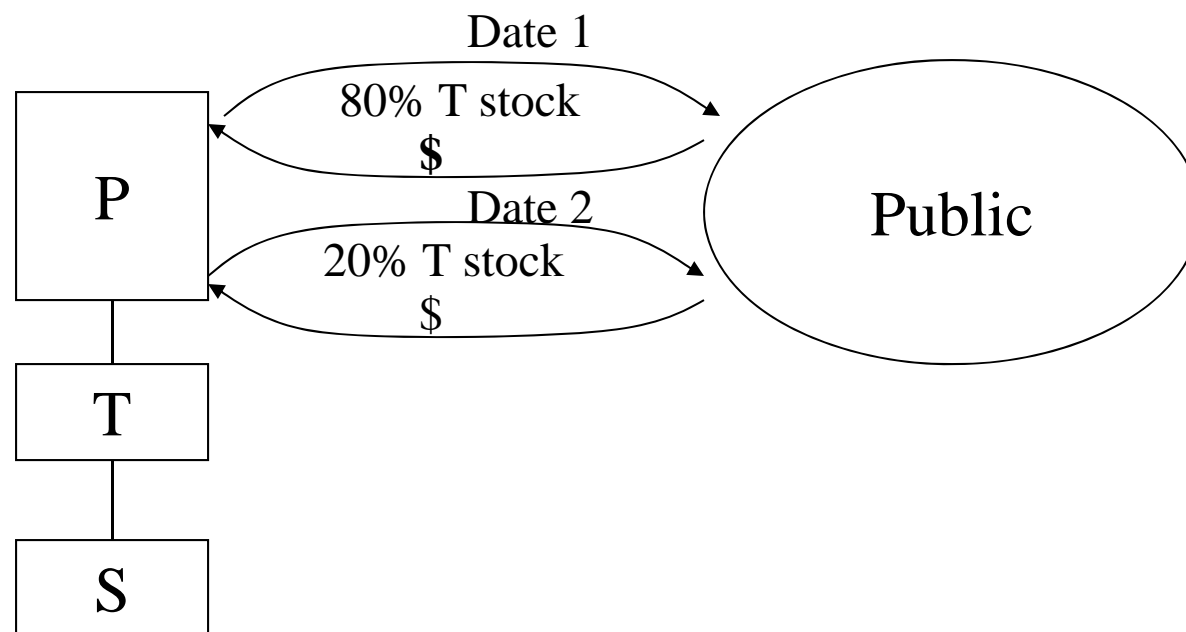 Date 1
80% T stock
$
P
Date 2
Public
20% T stock
$
T
S